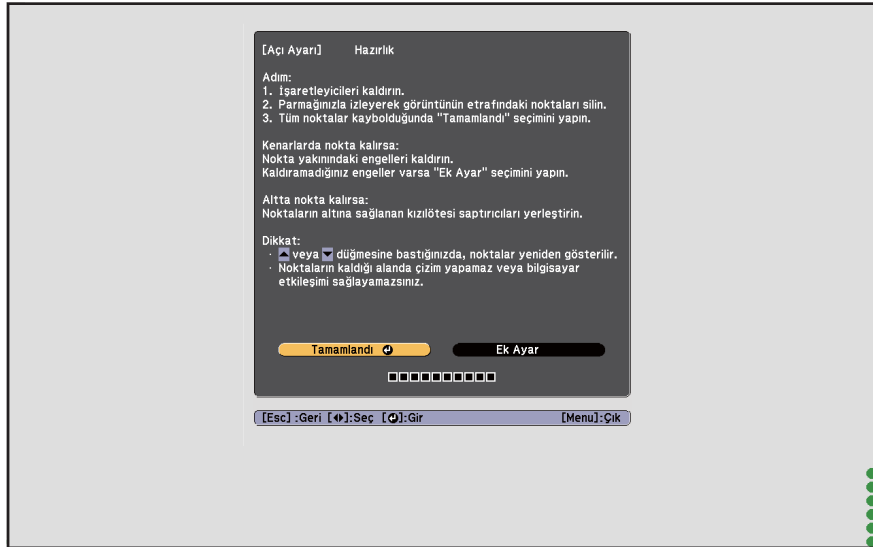 [Açı Ayarı] Hazırlık
Adım:
1. İşaretleyicileri kaldırın.
2. Parmağınızla izleyerek görüntünün etrafındaki noktaları silin.
3. Tüm noktalar kaybolduğunda "Tamamlandı" seçimini yapın.
Kenarlarda nokta kalırsa:
Nokta yakınındaki engelleri kaldırın.
Kaldıramadığınız engeller varsa "Ek Ayar" seçimini yapın.
Altta nokta kalırsa:
Noktaların altına sağlanan kızılötesi saptırıcıları yerleştirin.
Dikkat:
· ▲ veya ▼ düğmesine bastığınızda, noktalar yeniden gösterilir.
· Noktaların kaldığı alanda çizim yapamaz veya bilgisayar
etkileşimi sağlayamazsınız.
Tamamlandı Ek Ayar
[Esc] :Geri [◆]:Seç [⏎]:Gir [Menu]:Çık